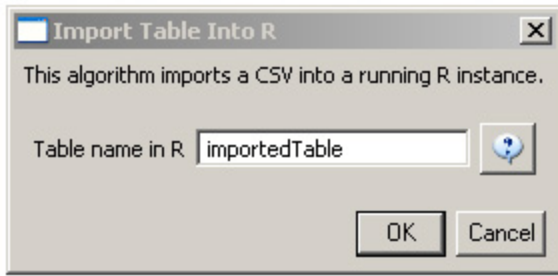 Import Table Into R
This algorithm imports a CSV into a running R instance.
Table name in R importedTable
OK Cancel